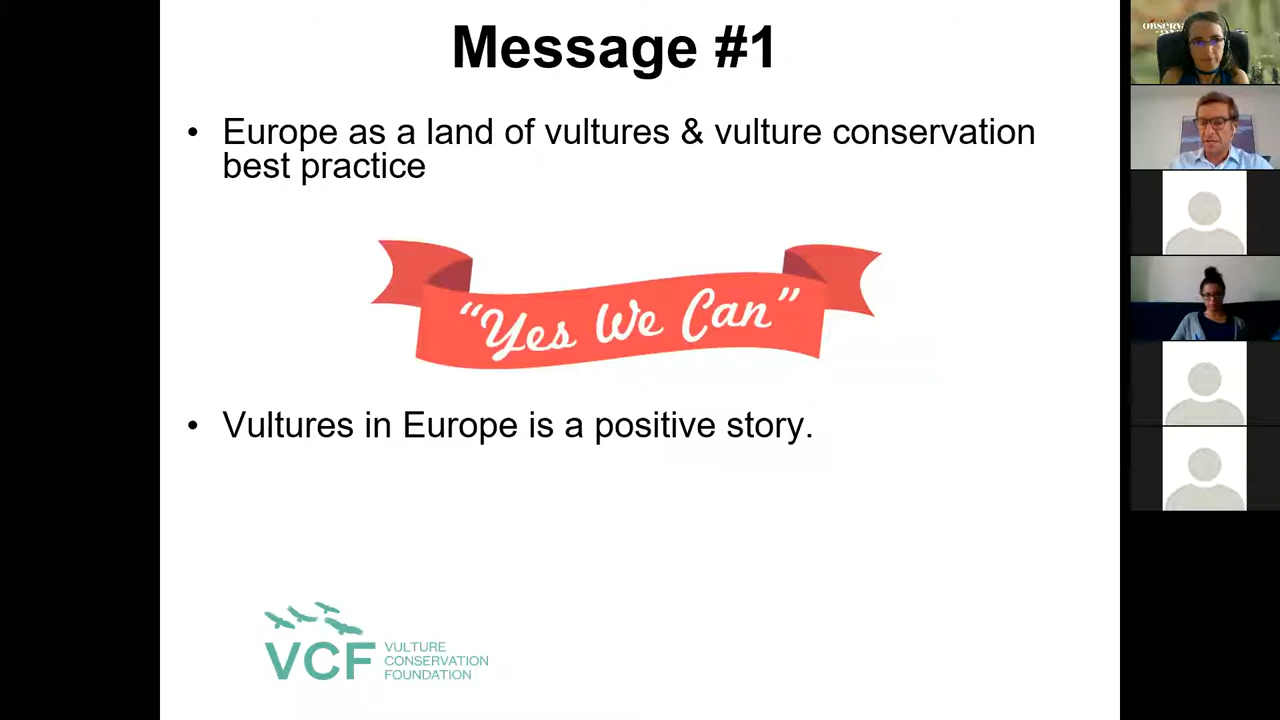 Message #1
• Europe as a land of vultures & vulture conservation
best practice
“Yes We Can”
• Vultures in Europe is a positive story.
VCF
VULTURE
CONSERVATION
FOUNDATION